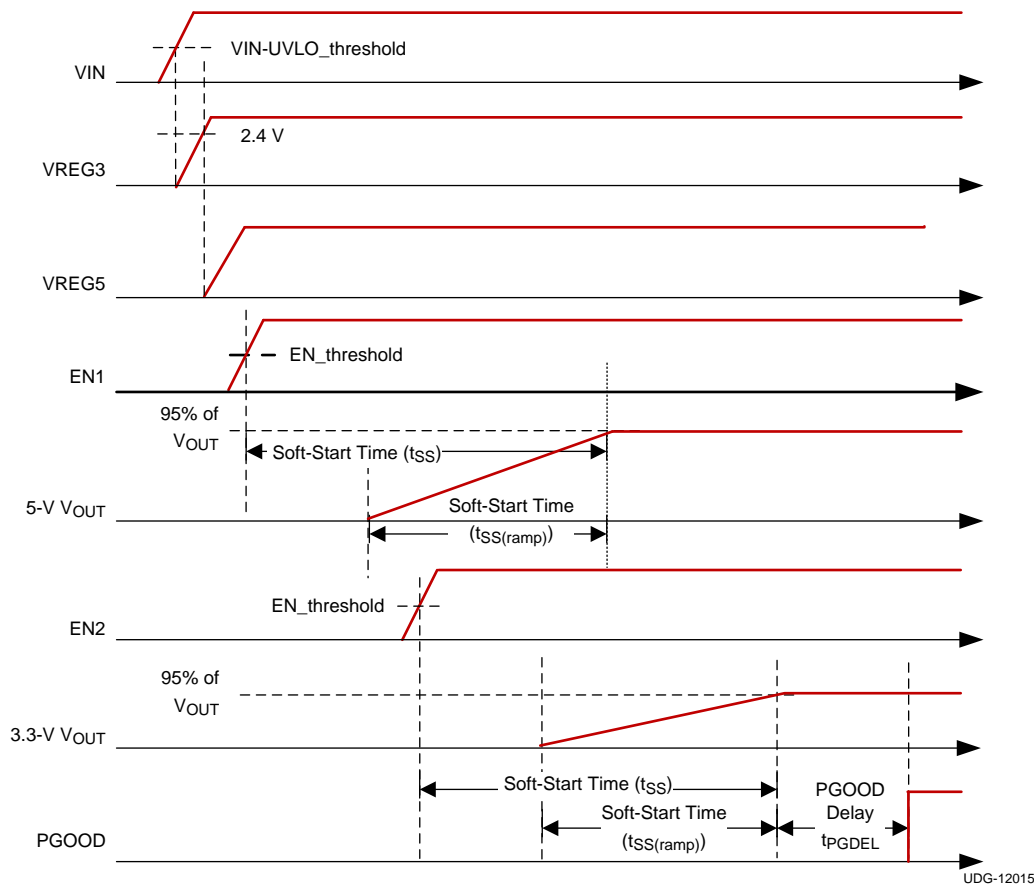 VIN-UVLO_threshold
VIN
2.4 V
VREG3
VREG5
EN_threshold
EN1
95% of
VOUT
Soft-Start Time (tSS)
5-V VOUT
Soft-Start Time
(tSS(ramp))
EN_threshold
EN2
95% of
VOUT
3.3-V VOUT
Soft-Start Time (tSS)
Soft-Start Time
(tSS(ramp))
PGOOD
Delay
tPGDEL
PGOOD
UDG-12015